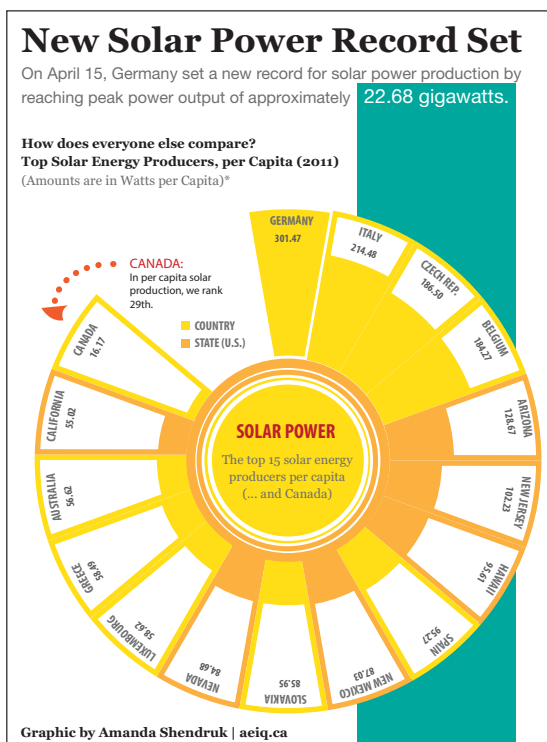 New Solar Power Record Set
On April 15, Germany set a new record for solar power production by
reaching peak power output of approximately 22.68 gigawatts.
How does everyone else compare?
Top Solar Energy Producers, per Capita (2011)
(Amounts are in Watts per Capita)*
CANADA:
In per capita solar
production, we rank
29th.
COUNTRY
STATE (U.S.)
GERMANY
301.47
ITALY
214.48
CZECH REP.
186.50
BELGIUM
184.27
ARIZONA
128.67
NEW JERSEY
102.23
HAWAII
95.61
SPAIN
95.27
NEW MEXICO
87.03
SLOVAKIA
85.95
NEVADA
84.68
LUXEMBOURG
58.62
GREECE
58.49
AUSTRALIA
56.62
CALIFORNIA
55.02
CANADA
16.17
SOLAR POWER
The top 15 solar energy
producers per capita
(... and Canada)
Graphic by Amanda Shendruk | aeiq.ca